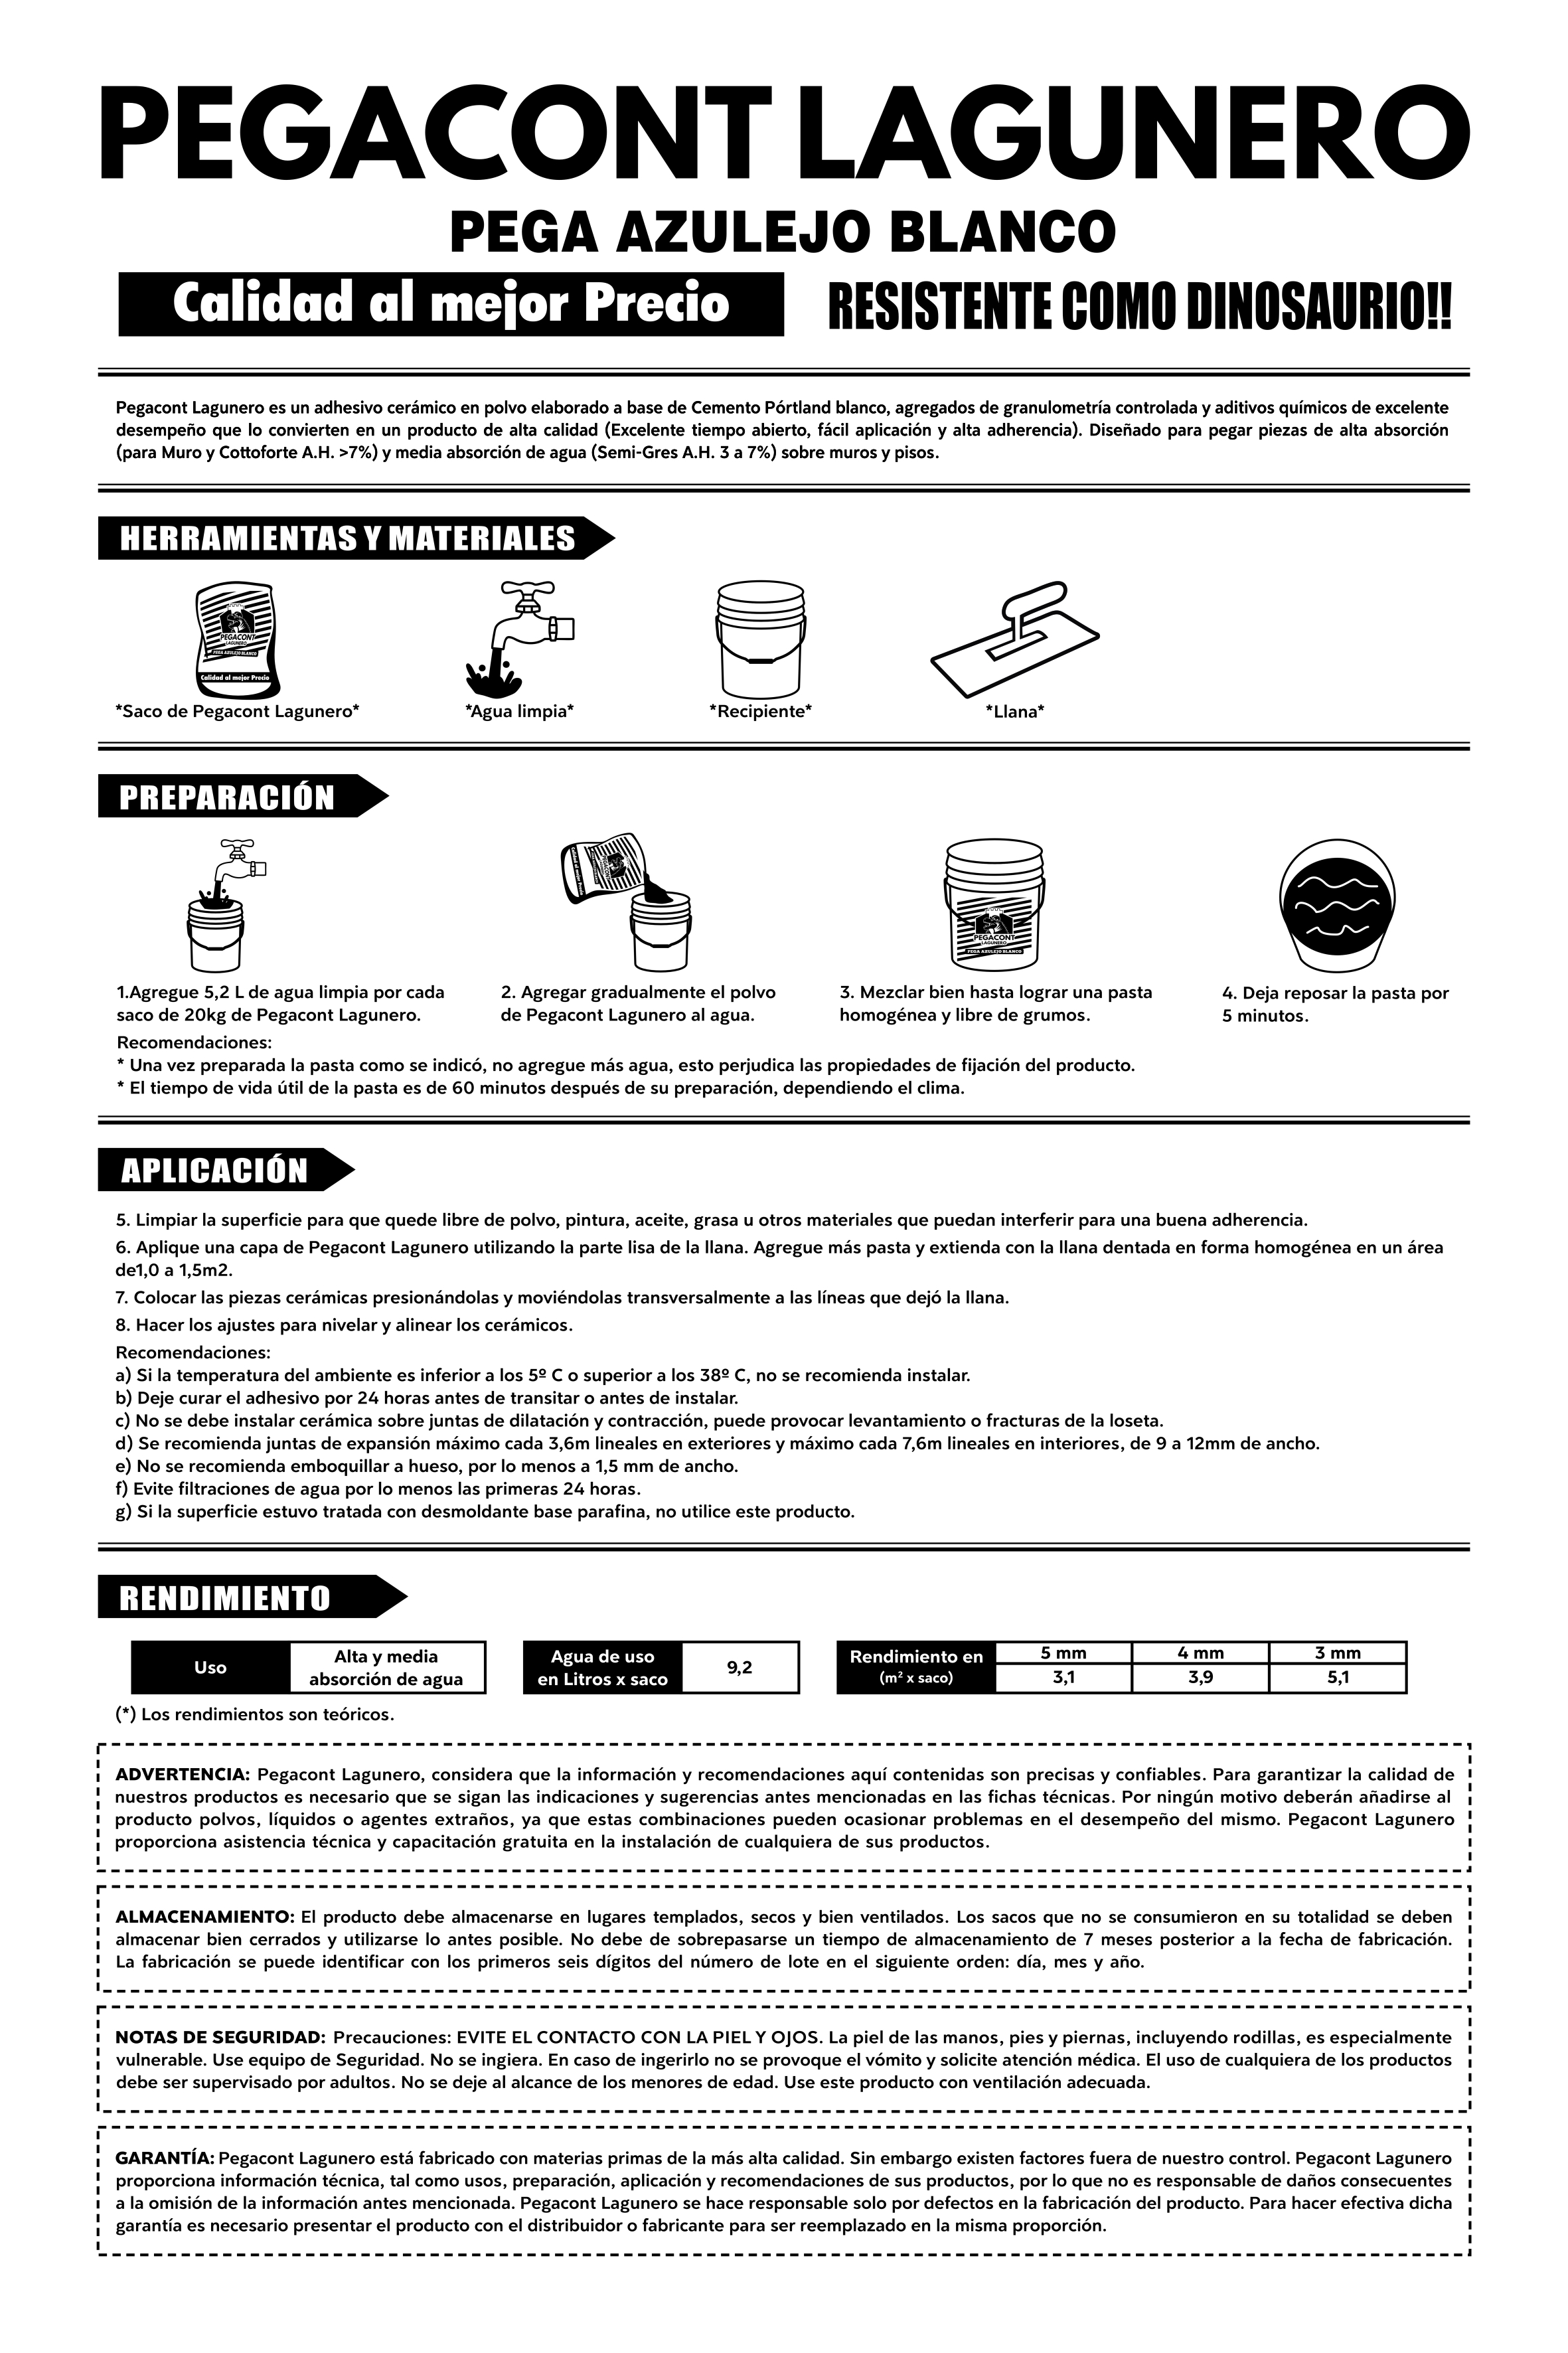 PEGACONT LAGUNERO
PEGA AZULEJO BLANCO
Calidad al mejor Precio
RESISTENTE COMO DINOSAURIO!!
Pegacont Lagunero es un adhesivo cerámico en polvo elaborado a base de Cemento Pórtland blanco, agregados de granulometría controlada y aditivos químicos de excelente
desempeño que lo convierten en un producto de alta calidad (Excelente tiempo abierto, fácil aplicación y alta adherencia). Diseñado para pegar piezas de alta absorción
(para Muro y Cottoforte A.H. >7%) y media absorción de agua (Semi-Gres A.H. 3 a 7%) sobre muros y pisos.
HERRAMIENTAS Y MATERIALES
PEGACONT
LAGUNERO
PEGA AZULEJO BLANCO
Calidad al mejor Precio
*Saco de Pegacont Lagunero*
*Agua limpia*
*Recipiente*
*Llana*
PREPARACIÓN
PEGACONT
LAGUNERO
PEGA AZULEJO BLANCO
1.Agregue 5,2 L de agua limpia por cada
saco de 20kg de Pegacont Lagunero.
2. Agregar gradualmente el polvo
de Pegacont Lagunero al agua.
3. Mezclar bien hasta lograr una pasta
homogénea y libre de grumos.
4. Deja reposar la pasta por
5 minutos.
Recomendaciones:
* Una vez preparada la pasta como se indicó, no agregue más agua, esto perjudica las propiedades de fijación del producto.
* El tiempo de vida útil de la pasta es de 60 minutos después de su preparación, dependiendo el clima.
APLICACIÓN
5. Limpiar la superficie para que quede libre de polvo, pintura, aceite, grasa u otros materiales que puedan interferir para una buena adherencia.
6. Aplique una capa de Pegacont Lagunero utilizando la parte lisa de la llana. Agregue más pasta y extienda con la llana dentada en forma homogénea en un área
de1,0 a 1,5m2.
7. Colocar las piezas cerámicas presionándolas y moviéndolas transversalmente a las líneas que dejó la llana.
8. Hacer los ajustes para nivelar y alinear los cerámicos.
Recomendaciones:
a) Si la temperatura del ambiente es inferior a los 5º C o superior a los 38º C, no se recomienda instalar.
b) Deje curar el adhesivo por 24 horas antes de transitar o antes de instalar.
c) No se debe instalar cerámica sobre juntas de dilatación y contracción, puede provocar levantamiento o fracturas de la loseta.
d) Se recomienda juntas de expansión máximo cada 3,6m lineales en exteriores y máximo cada 7,6m lineales en interiores, de 9 a 12mm de ancho.
e) No se recomienda emboquillar a hueso, por lo menos a 1,5 mm de ancho.
f) Evite filtraciones de agua por lo menos las primeras 24 horas.
g) Si la superficie estuvo tratada con desmoldante base parafina, no utilice este producto.
RENDIMIENTO
Uso
Alta y media
absorción de agua
Agua de uso
en Litros x saco
9,2
Rendimiento en
(m² x saco)
5 mm 4 mm 3 mm
3,1 3,9 5,1
(*) Los rendimientos son teóricos.
ADVERTENCIA: Pegacont Lagunero, considera que la información y recomendaciones aquí contenidas son precisas y confiables. Para garantizar la calidad de
nuestros productos es necesario que se sigan las indicaciones y sugerencias antes mencionadas en las fichas técnicas. Por ningún motivo deberán añadirse al
producto polvos, líquidos o agentes extraños, ya que estas combinaciones pueden ocasionar problemas en el desempeño del mismo. Pegacont Lagunero
proporciona asistencia técnica y capacitación gratuita en la instalación de cualquiera de sus productos.
ALMACENAMIENTO: El producto debe almacenarse en lugares templados, secos y bien ventilados. Los sacos que no se consumieron en su totalidad se deben
almacenar bien cerrados y utilizarse lo antes posible. No debe de sobrepasarse un tiempo de almacenamiento de 7 meses posterior a la fecha de fabricación.
La fabricación se puede identificar con los primeros seis dígitos del número de lote en el siguiente orden: día, mes y año.
NOTAS DE SEGURIDAD: Precauciones: EVITE EL CONTACTO CON LA PIEL Y OJOS. La piel de las manos, pies y piernas, incluyendo rodillas, es especialmente
vulnerable. Use equipo de Seguridad. No se ingiera. En caso de ingerirlo no se provoque el vómito y solicite atención médica. El uso de cualquiera de los productos
debe ser supervisado por adultos. No se deje al alcance de los menores de edad. Use este producto con ventilación adecuada.
GARANTÍA: Pegacont Lagunero está fabricado con materias primas de la más alta calidad. Sin embargo existen factores fuera de nuestro control. Pegacont Lagunero
proporciona información técnica, tal como usos, preparación, aplicación y recomendaciones de sus productos, por lo que no es responsable de daños consecuentes
a la omisión de la información antes mencionada. Pegacont Lagunero se hace responsable solo por defectos en la fabricación del producto. Para hacer efectiva dicha
garantía es necesario presentar el producto con el distribuidor o fabricante para ser reemplazado en la misma proporción.